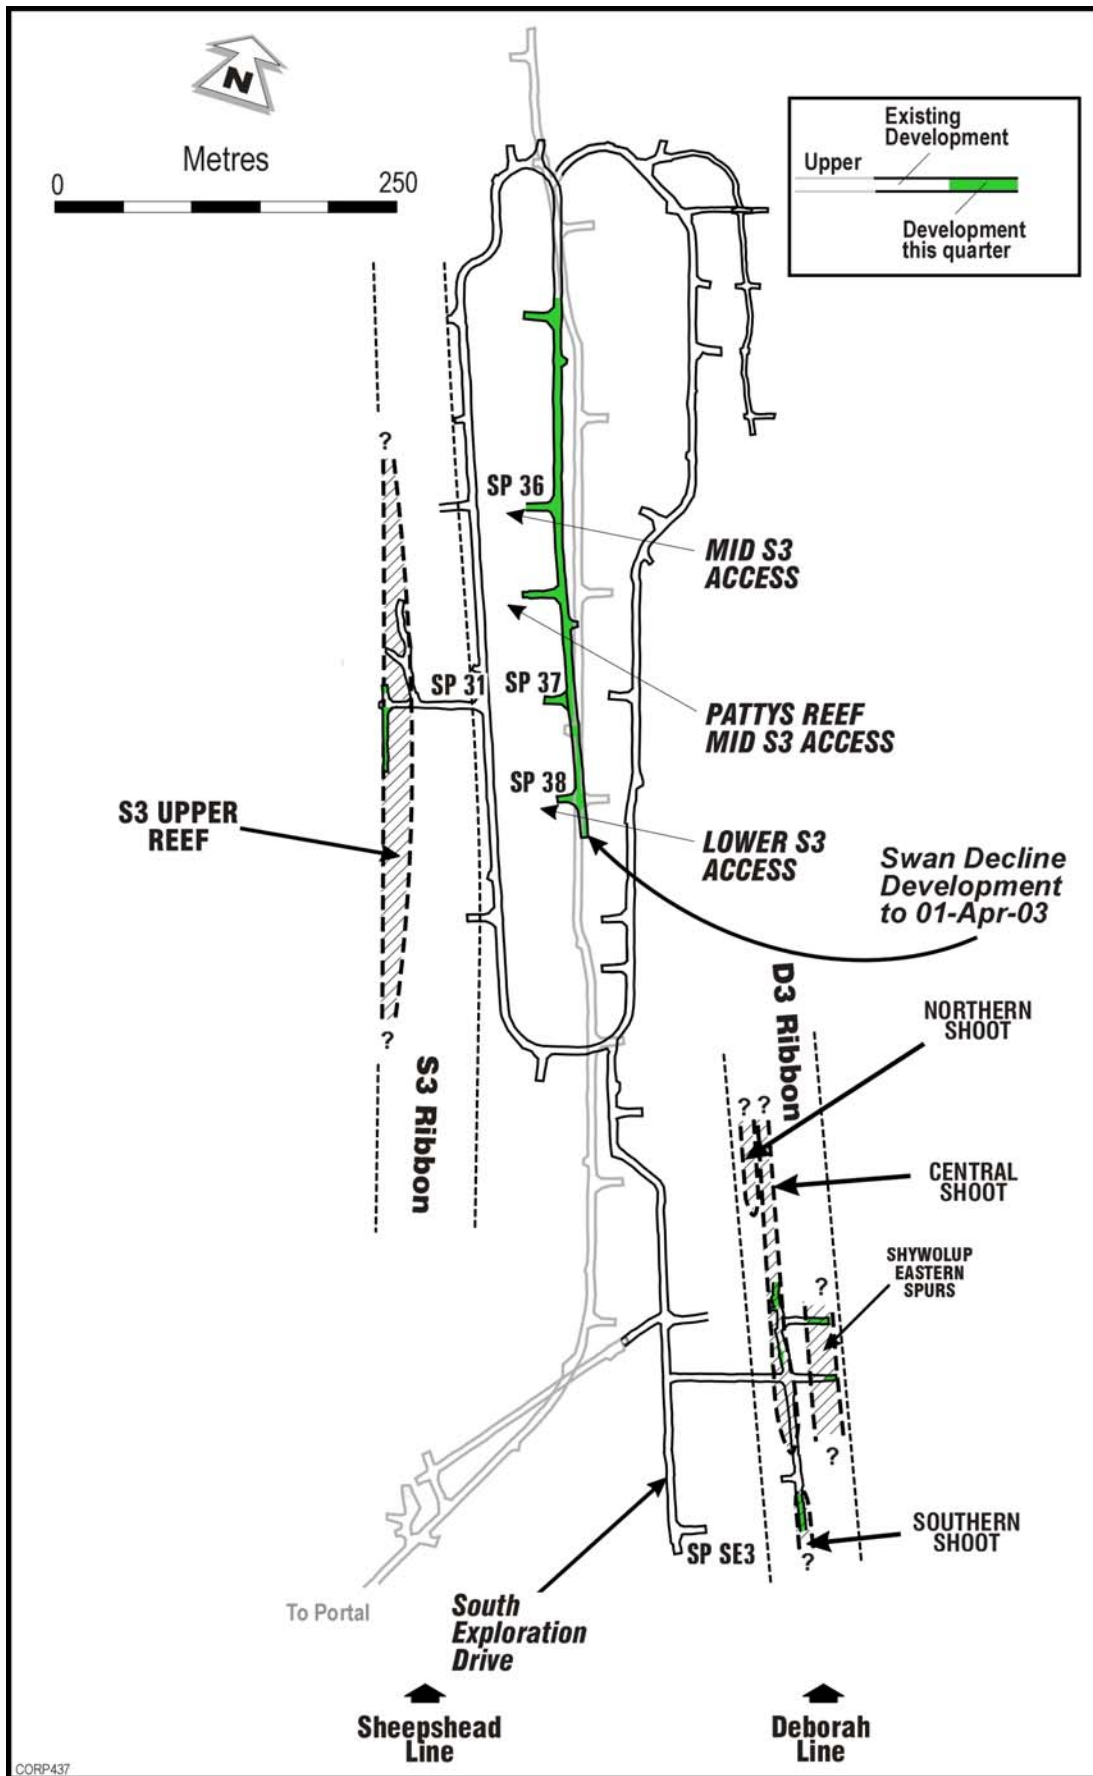 N
Metres
0
250
Existing
Development
Upper
Development
this quarter
?
SP 36
MID S3
ACCESS
SP 31
SP 37
PATTYS REEF
MID S3 ACCESS
SP 38
S3 UPPER
REEF
LOWER S3
ACCESS
Swan Decline
Development
to 01-Apr-03
?
S3 Ribbon
D3 Ribbon
NORTHERN
SHOOT
? ?
CENTRAL
SHOOT
SHYWOLUP
EASTERN
SPURS
?
?
SOUTHERN
SHOOT
?
SP SE3
To Portal
South
Exploration
Drive
Sheepshead
Line
Deborah
Line
CORP437